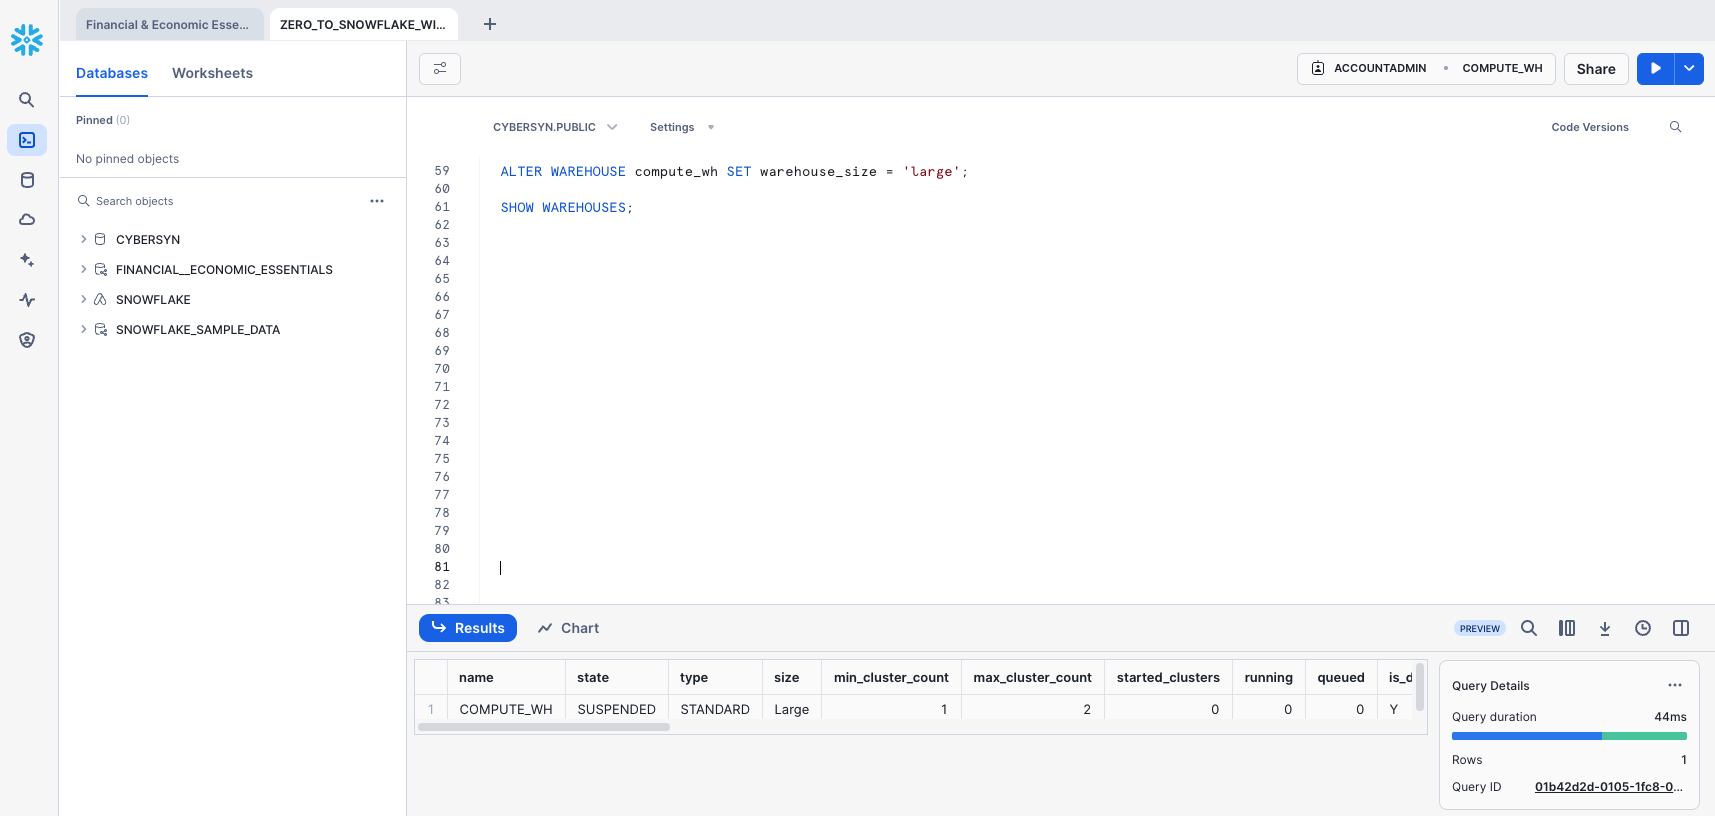 Financial & Economic Esse...
ZERO_TO_SNOWFLAKE_WI...
Databases
Worksheets
ACCOUNTADMIN
COMPUTE_WH
Share
Pinned (0)
No pinned objects
Search objects
CYBERSYN
FINANCIAL__ECONOMIC_ESSENTIALS
SNOWFLAKE
SNOWFLAKE_SAMPLE_DATA
CYBERSYN.PUBLIC
Settings
Code Versions
59 ALTER WAREHOUSE compute_wh SET warehouse_size = 'large';
60
61 SHOW WAREHOUSES;
62
63
64
65
66
67
68
69
70
71
72
73
74
75
76
77
78
79
80
81
82
83
Results
Chart
PREVIEW
name state type size min_cluster_count max_cluster_count started_clusters running queued is_d
1 COMPUTE_WH SUSPENDED STANDARD Large 1 2 0 0 0 Y
Query Details
Query duration 44ms
Rows 1
Query ID 01b42d2d-0105-1fc8-0...